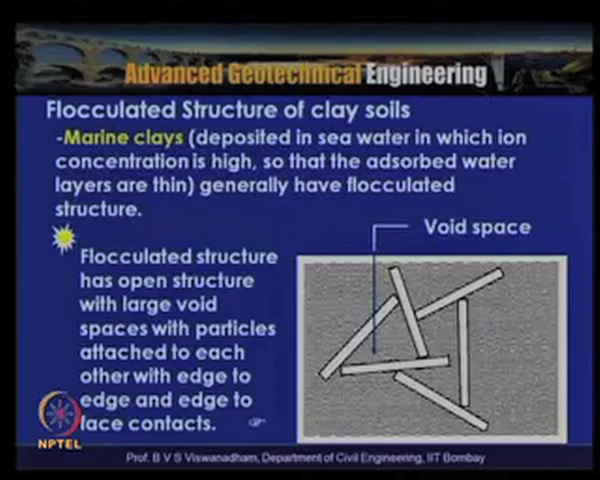 Advanced Geotechnical Engineering
Flocculated Structure of clay soils
-Marine clays (deposited in sea water in which ion
concentration is high, so that the adsorbed water
layers are thin) generally have flocculated
structure.
Void space
Flocculated structure
has open structure
with large void
spaces with particles
attached to each
other with edge to
edge and edge to
face contacts.
NPTEL
Prof. B V S Viswanadham, Department of Civil Engineering, IIT Bombay